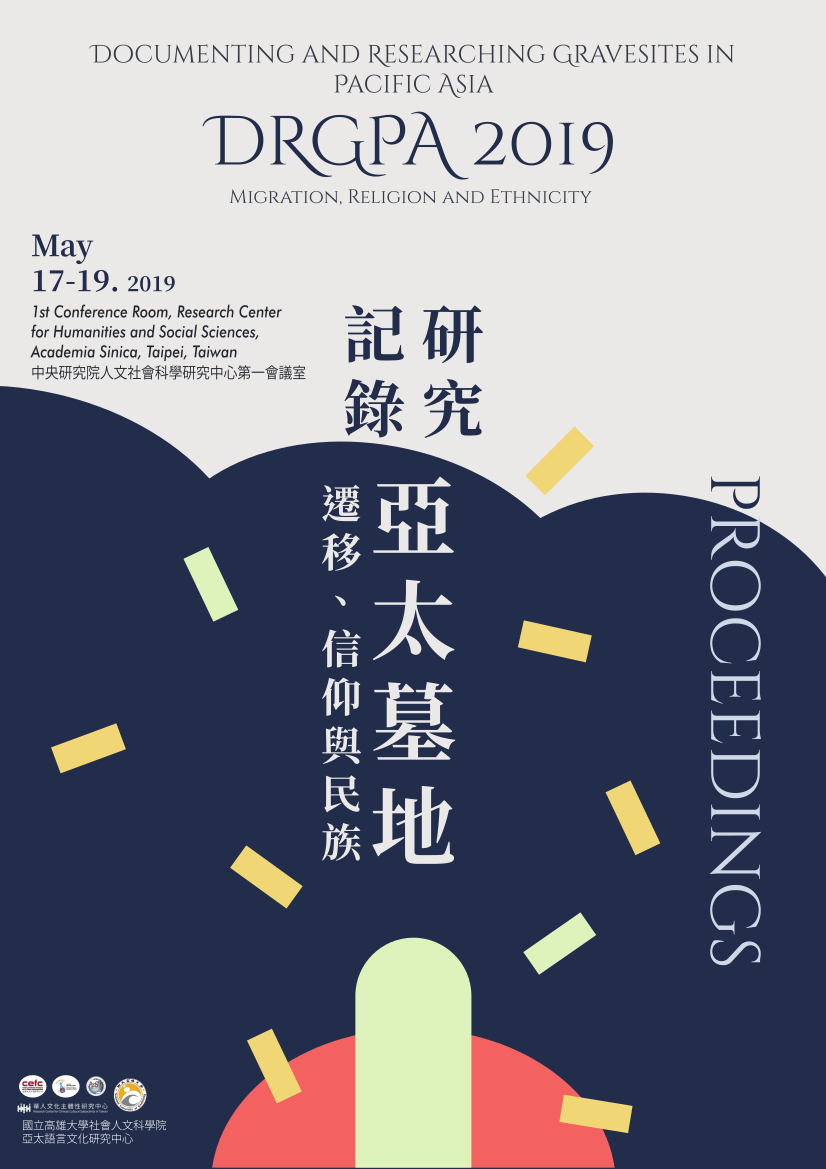 DOCUMENTING AND RESEARCHING GRAVESITES IN
PACIFIC ASIA
DRGPA 2019
MIGRATION, RELIGION AND ETHNICITY
May
17-19. 2019
1st Conference Room, Research Center
for Humanities and Social Sciences,
Academia Sinica, Taipei, Taiwan
中央研究院人文社會科學研究中心第一會議室
研究
記錄
亞太墓地
遷移、信仰與民族
PROCEEDINGS
cefc
華人文化主體性研究中心
國立高雄大學社會人文科學院
亞太語言文化研究中心